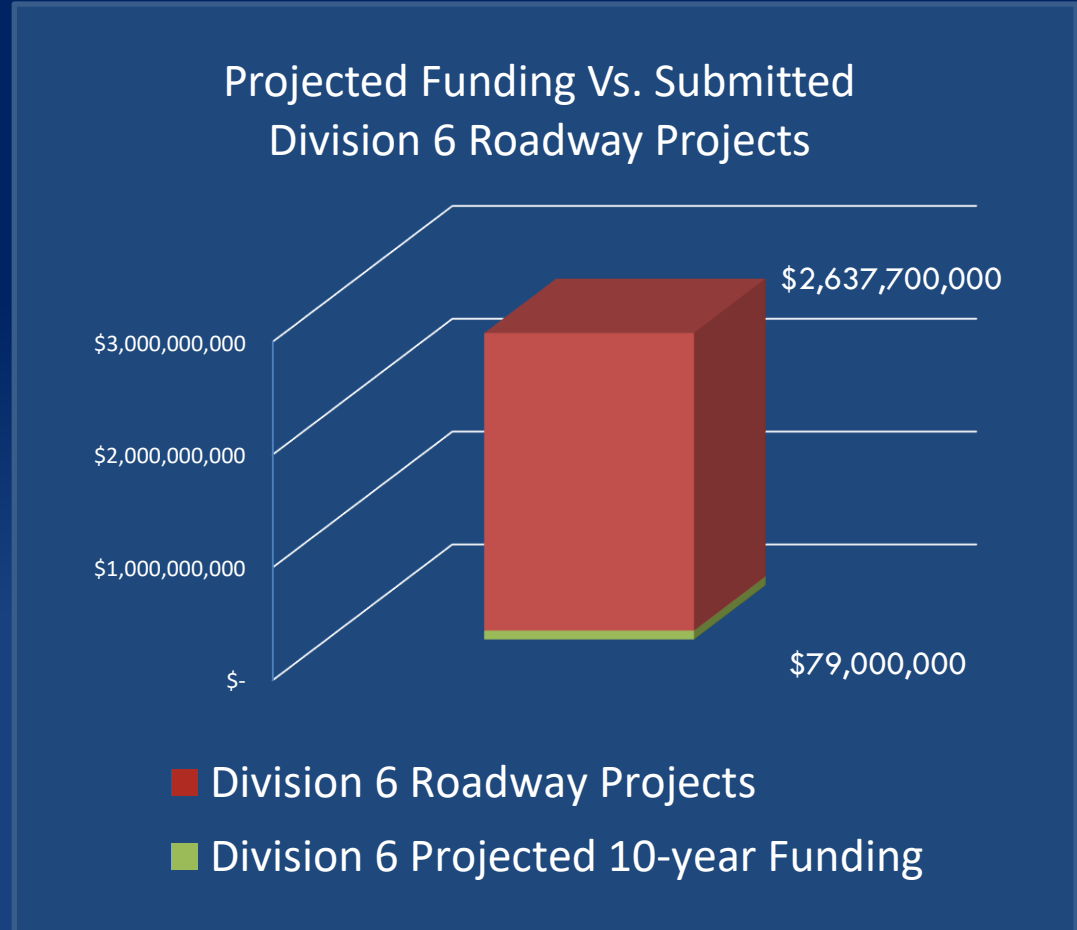 Projected Funding Vs. Submitted
Division 6 Roadway Projects
$2,637,700,000
$3,000,000,000
$2,000,000,000
$1,000,000,000
$79,000,000
$-
Division 6 Roadway Projects
Division 6 Projected 10-year Funding